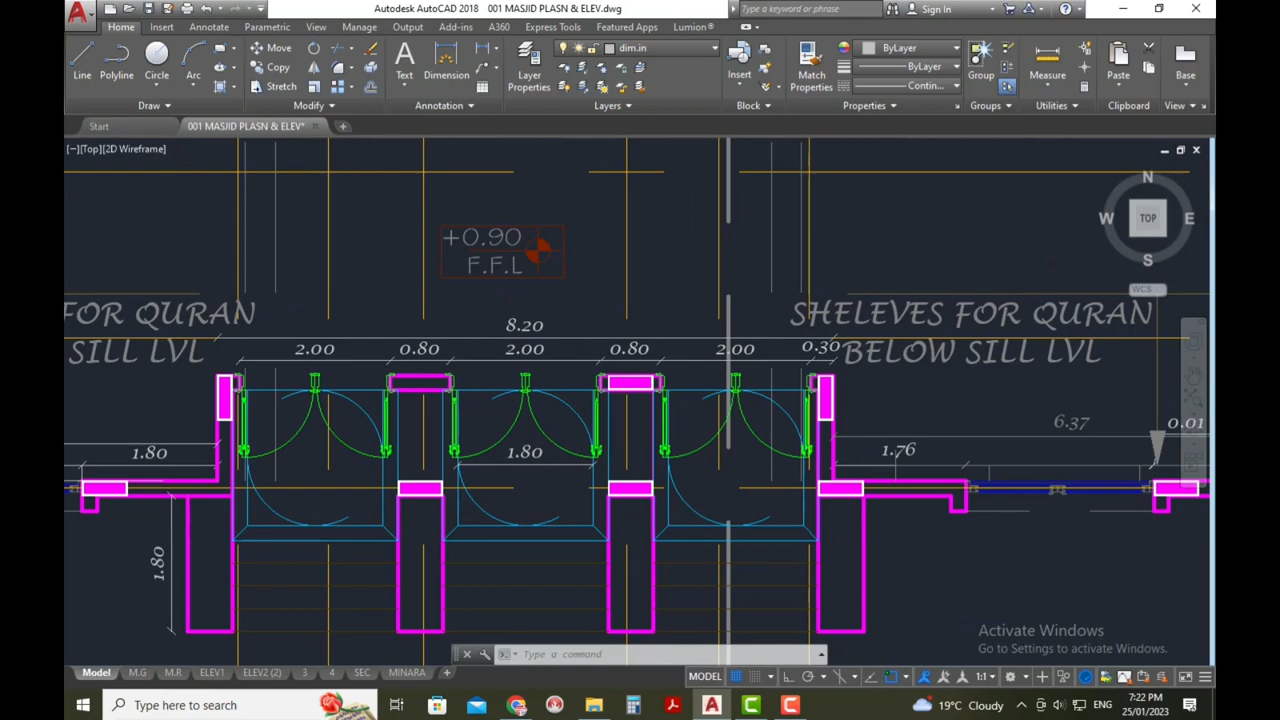 Autodesk AutoCAD 2018 001 MASJID PLASN & ELEV.dwg
Type a keyword or phrase
Sign In
Home Insert Annotate Parametric View Manage Output Add-ins Express Tools Featured Apps Lumion®
Line Polyline Circle Arc
Move
Copy
Stretch
Text Dimension
Layer
Properties
dim.in
Insert
Match
Properties
ByLayer
ByLayer
Contin...
Group
Measure
Paste
Base
Draw Modify Annotation Layers Block Properties Groups Utilities Clipboard View
Start 001 MASJID PLASN & ELEV*
[−][Top][2D Wireframe]
N
W TOP E
S
WCS
+0.90
F.F.L
FOR QURAN
SILL LVL
SHELEVES FOR QURAN
BELOW SILL LVL
8.20
2.00 0.80 2.00 0.80 2.00 0.30
1.80 1.80 1.76 6.37 0.01
1.80
Activate Windows
Go to Settings to activate Windows.
Type a command
Model M.G M.R ELEV1 ELEV2 (2) 3 4 SEC MINARA
MODEL 1:1
Type here to search
19°C Cloudy
ENG
7:22 PM
25/01/2023